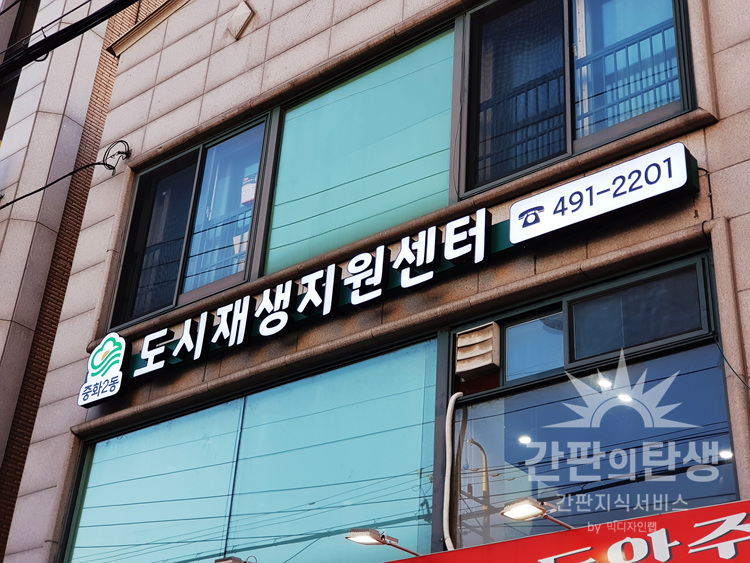 중화2동 도시재생지원센터 ☎ 491-2201
간판의탄생
간판지식서비스
by 빅디자인랩